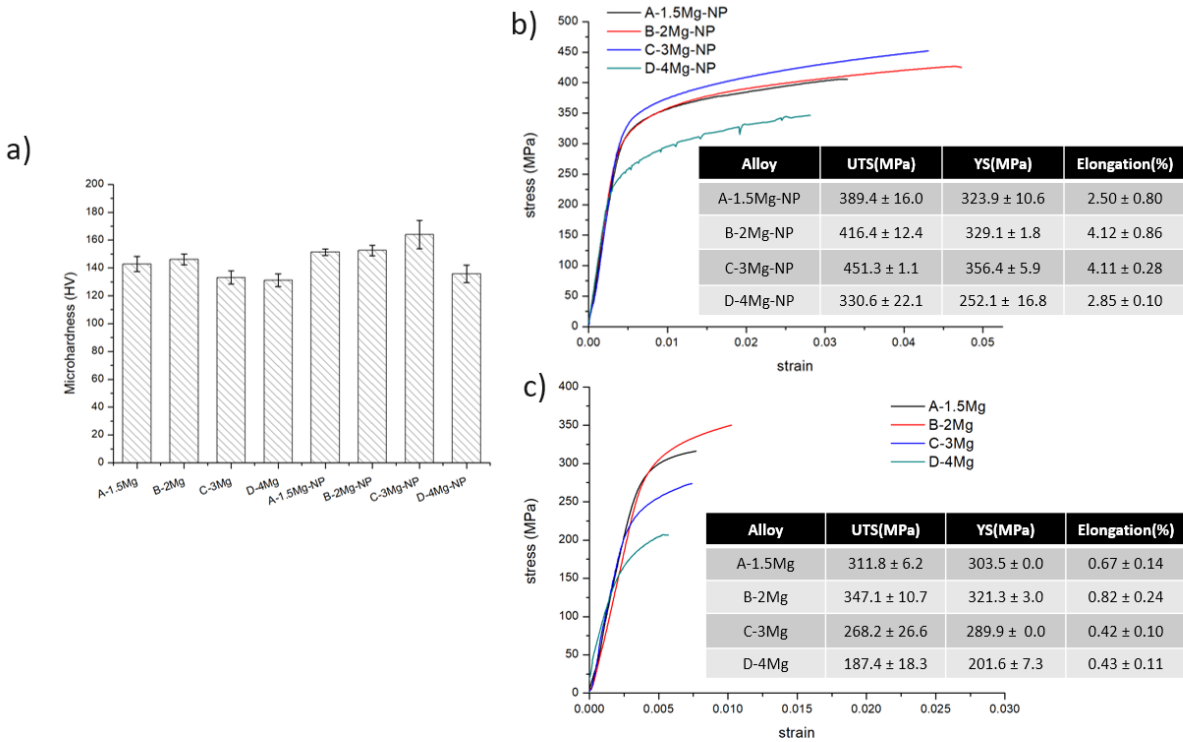 a)
200
180
160
140
120
100
80
60
40
20
0
Microhardness (HV)
A-1.5Mg
B-2Mg
C-3Mg
D-4Mg
A-1.5Mg-NP
B-2Mg-NP
C-3Mg-NP
D-4Mg-NP
b)
A-1.5Mg-NP
B-2Mg-NP
C-3Mg-NP
D-4Mg-NP
500
450
400
350
300
250
200
150
100
50
0
stress (MPa)
0.00 0.01 0.02 0.03 0.04 0.05
strain
Alloy UTS(MPa) YS(MPa) Elongation(%)
A-1.5Mg-NP 389.4 ± 16.0 323.9 ± 10.6 2.50 ± 0.80
B-2Mg-NP 416.4 ± 12.4 329.1 ± 1.8 4.12 ± 0.86
C-3Mg-NP 451.3 ± 1.1 356.4 ± 5.9 4.11 ± 0.28
D-4Mg-NP 330.6 ± 22.1 252.1 ± 16.8 2.85 ± 0.10
c)
A-1.5Mg
B-2Mg
C-3Mg
D-4Mg
400
350
300
250
200
150
100
50
0
stress (MPa)
0.000 0.005 0.010 0.015 0.020 0.025 0.030
strain
Alloy UTS(MPa) YS(MPa) Elongation(%)
A-1.5Mg 311.8 ± 6.2 303.5 ± 0.0 0.67 ± 0.14
B-2Mg 347.1 ± 10.7 321.3 ± 3.0 0.82 ± 0.24
C-3Mg 268.2 ± 26.6 289.9 ± 0.0 0.42 ± 0.10
D-4Mg 187.4 ± 18.3 201.6 ± 7.3 0.43 ± 0.11